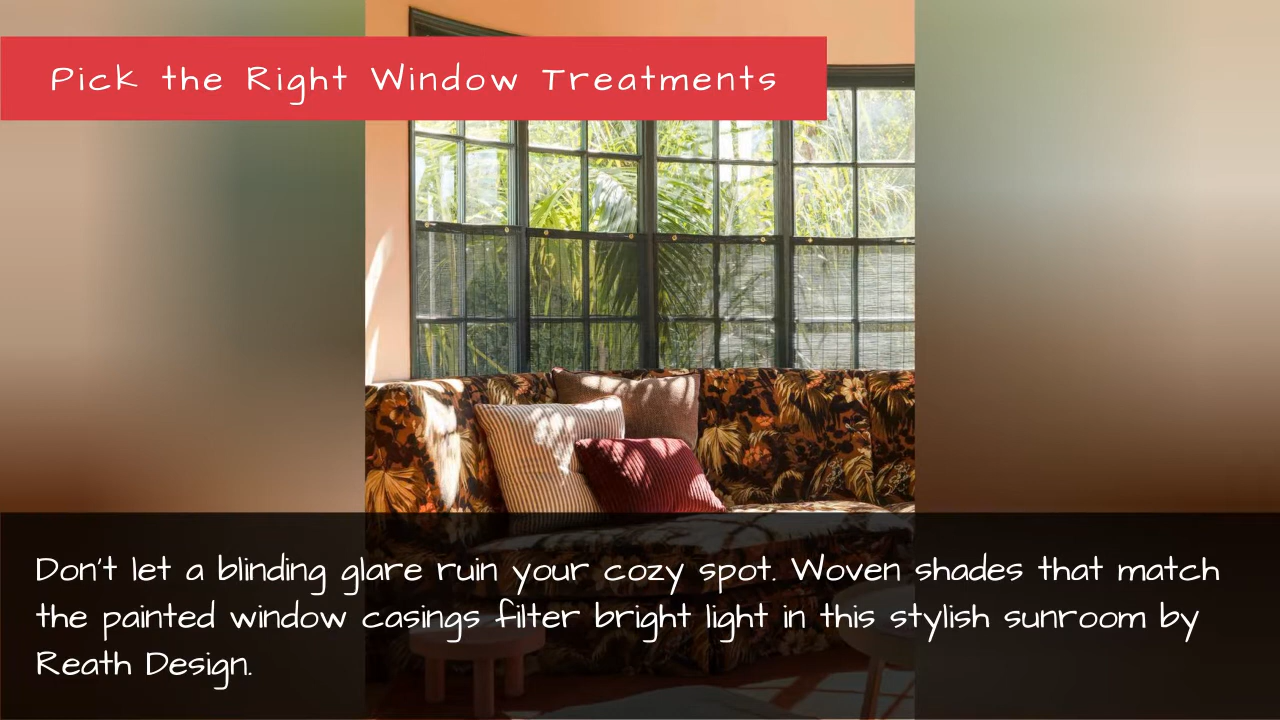 Pick the Right Window Treatments
Don't let a blinding glare ruin your cozy spot. Woven shades that match
the painted window casings filter bright light in this stylish sunroom by
Reath Design.